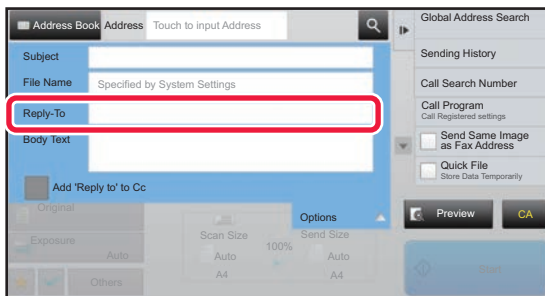 Address Book Address Touch to input Address
Subject
File Name Specified by System Settings
Reply-To
Body Text
Add 'Reply to' to Cc
Original
Options
Exposure
Auto
Scan Size
100%
Send Size
Auto
Auto
A4
A4
Others
Global Address Search
Sending History
Call Search Number
Call Program
Call Registered settings
Send Same Image
as Fax Address
Quick File
Store Data Temporarily
Preview
CA
Start